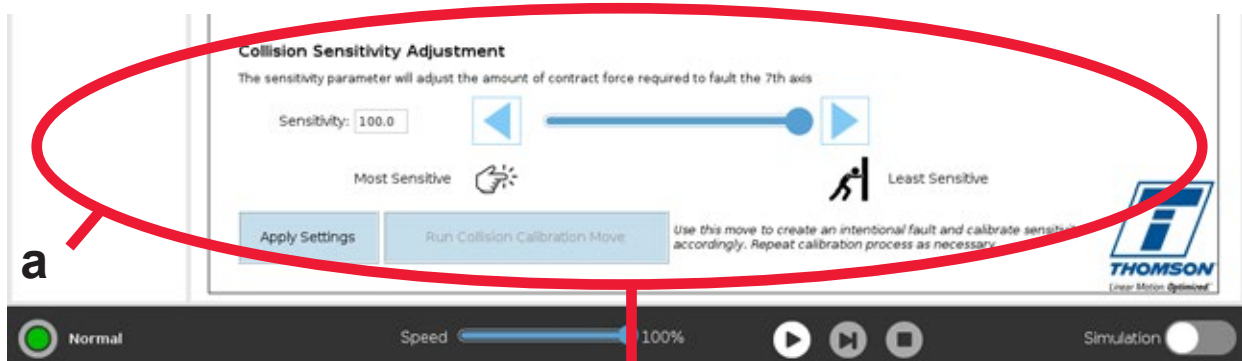 Collision Sensitivity Adjustment
The sensitivity parameter will adjust the amount of contract force required to fault the 7th axis
Sensitivity: 100.0
Most Sensitive
Least Sensitive
Apply Settings
Run Collision Calibration Move
Use this move to create an intentional fault and calibrate
accordingly. Repeat calibration process as necessary.
a
THOMSON
Linear Motion. Optimized.™
Normal
Speed
100%
Simulation